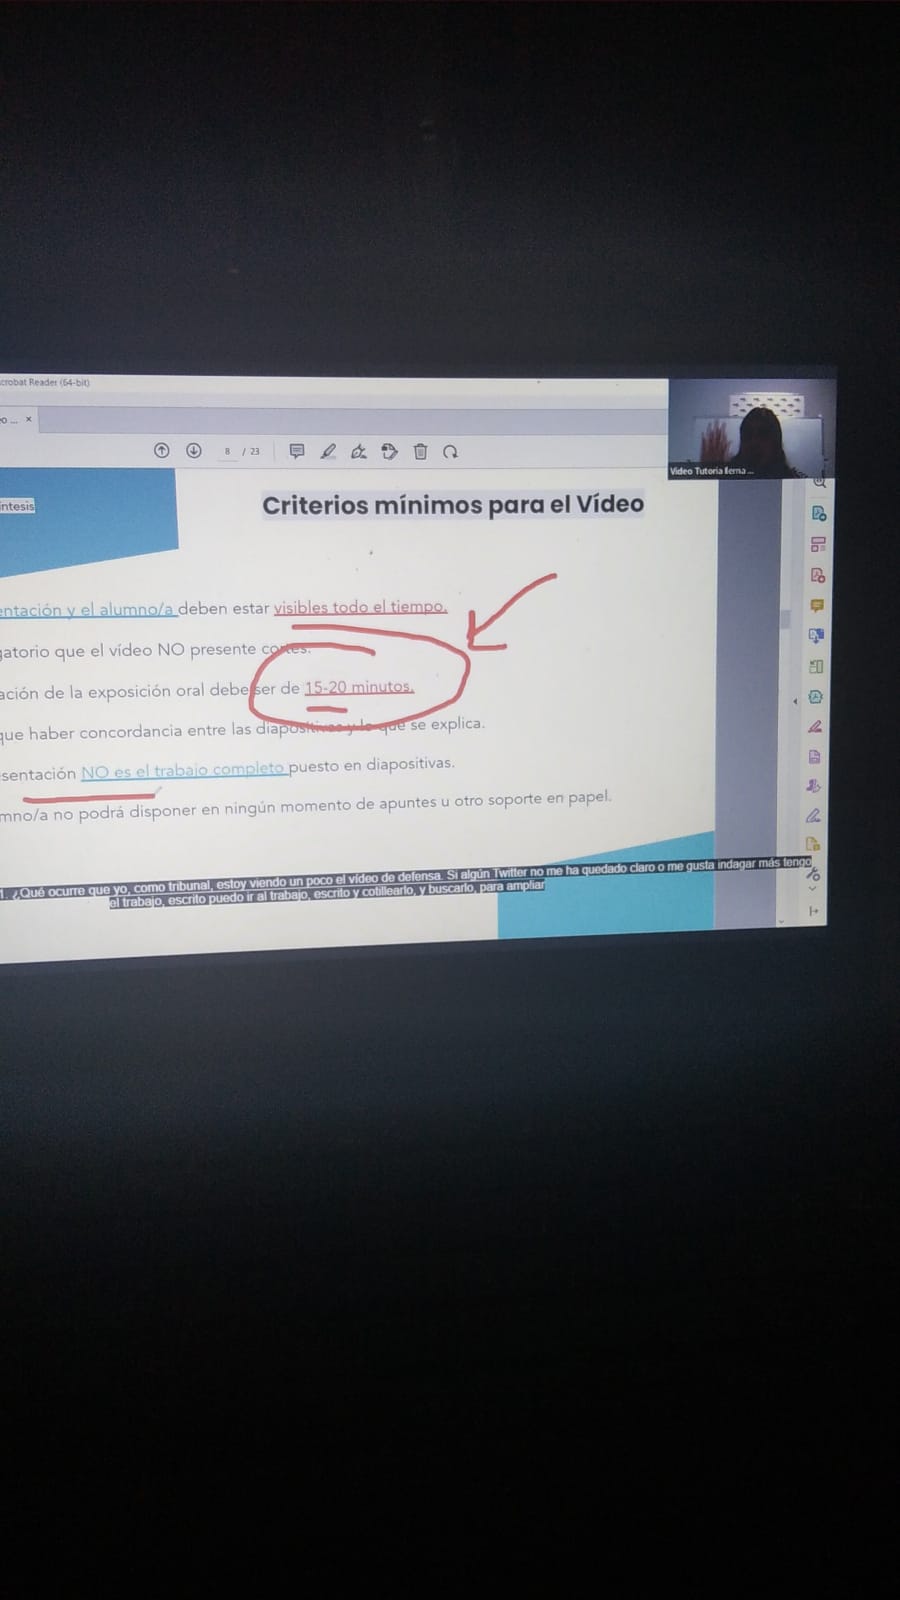 crobat Reader (64-bit)
o ... ×
8 / 23
Video Tutoria Ilerna ...
íntesis
Criterios mínimos para el Vídeo
entación y el alumno/a deben estar visibles todo el tiempo.
gatorio que el vídeo NO presente cortes.
ación de la exposición oral debe ser de 15-20 minutos.
que haber concordancia entre las diapositivas y lo que se explica.
sentación NO es el trabajo completo puesto en diapositivas.
mno/a no podrá disponer en ningún momento de apuntes u otro soporte en papel.
1. ¿Qué ocurre que yo, como tribunal, estoy viendo un poco el vídeo de defensa. Si algún Twitter no me ha quedado claro o me gusta indagar más tengo
el trabajo, escrito puedo ir al trabajo, escrito y cotillearlo, y buscarlo, para ampliar